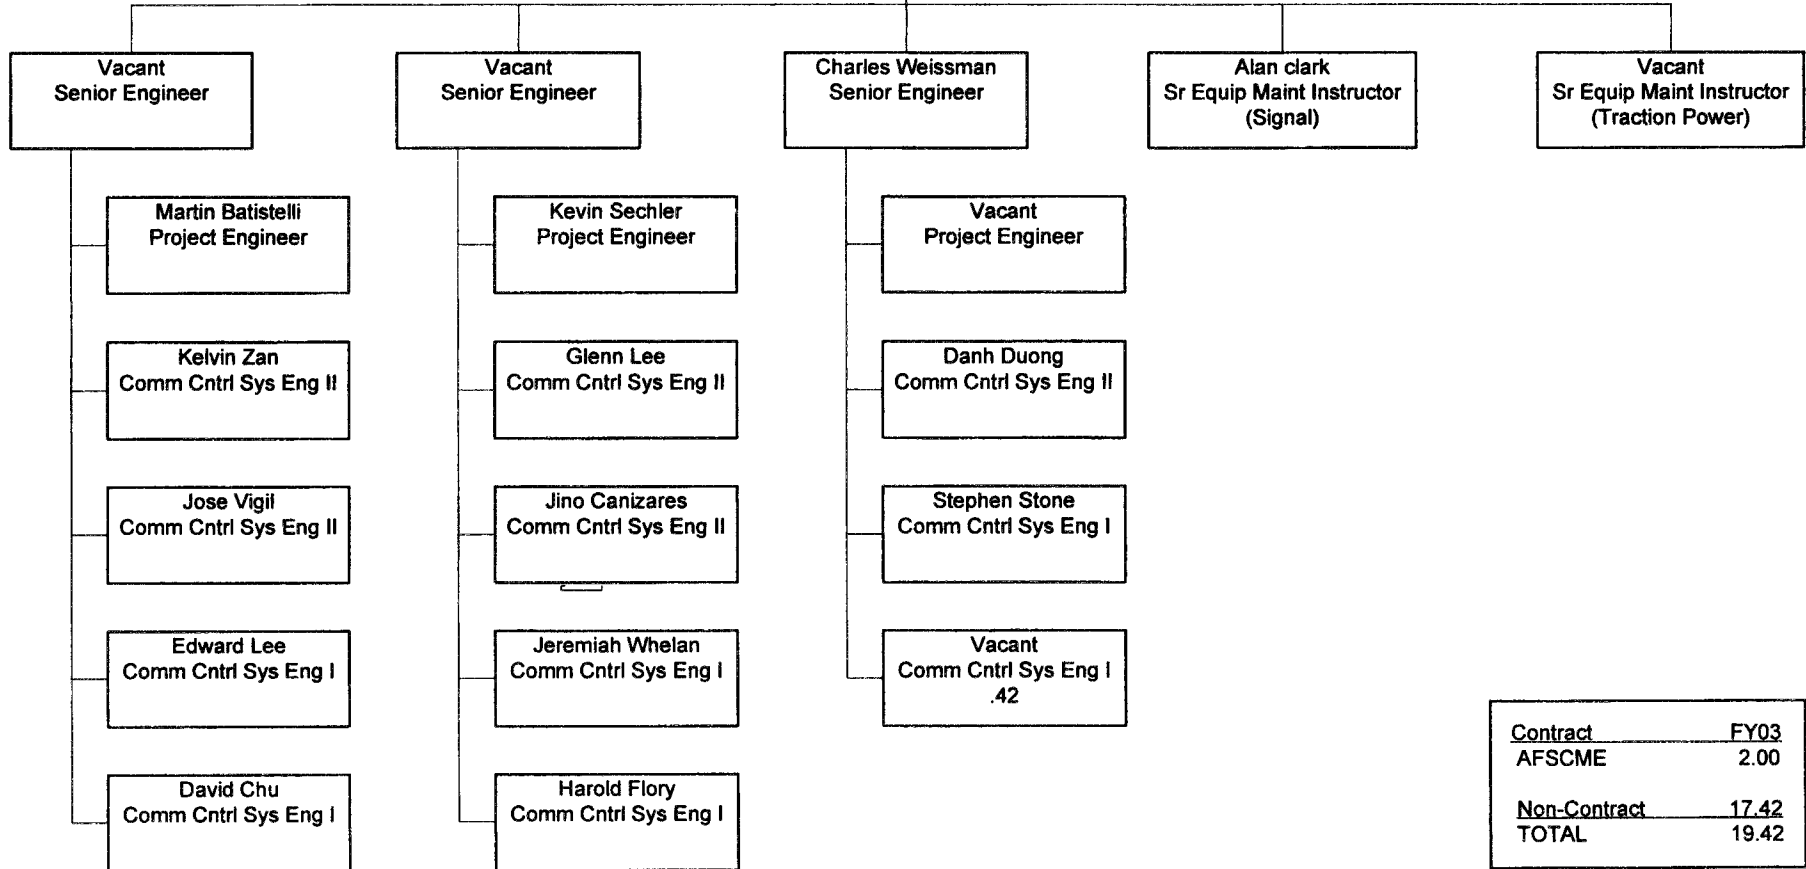 Vacant
Senior Engineer
Vacant
Senior Engineer
Charles Weissman
Senior Engineer
Alan clark
Sr Equip Maint Instructor
(Signal)
Vacant
Sr Equip Maint Instructor
(Traction Power)
Martin Batistelli
Project Engineer
Kevin Sechler
Project Engineer
Vacant
Project Engineer
Kelvin Zan
Comm Cntrl Sys Eng II
Glenn Lee
Comm Cntrl Sys Eng II
Danh Duong
Comm Cntrl Sys Eng II
Jose Vigil
Comm Cntrl Sys Eng II
Jino Canizares
Comm Cntrl Sys Eng II
Stephen Stone
Comm Cntrl Sys Eng I
Edward Lee
Comm Cntrl Sys Eng I
Jeremiah Whelan
Comm Cntrl Sys Eng I
Vacant
Comm Cntrl Sys Eng I
.42
David Chu
Comm Cntrl Sys Eng I
Harold Flory
Comm Cntrl Sys Eng I
Contract FY03
AFSCME 2.00
Non-Contract 17.42
TOTAL 19.42